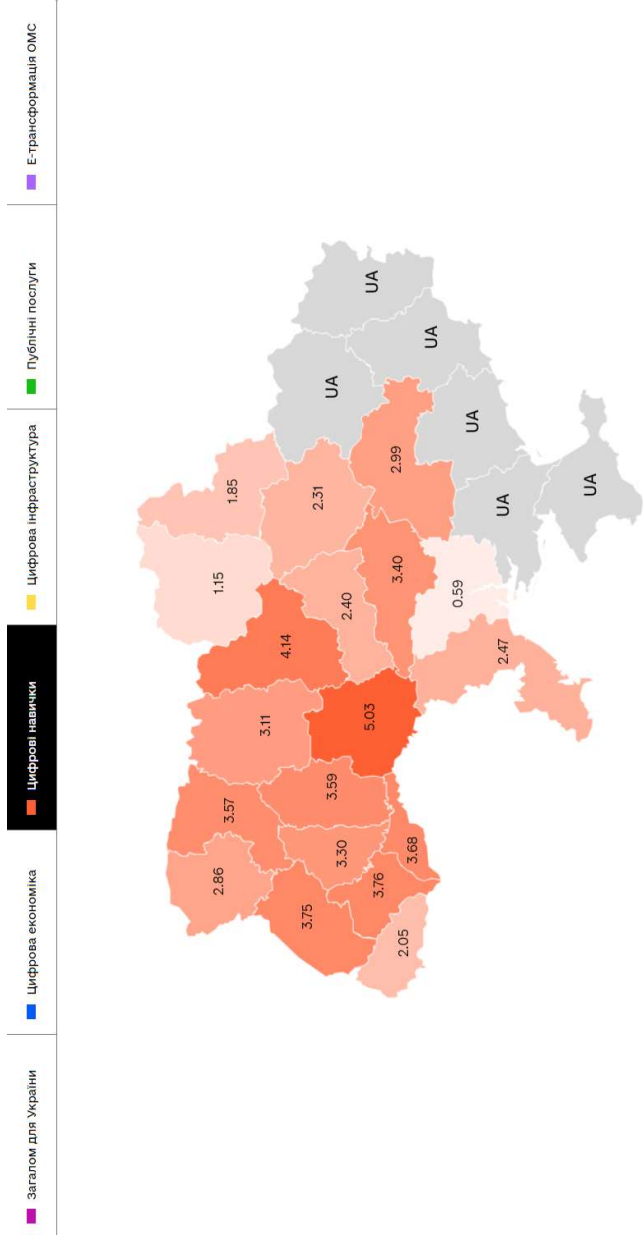 Загалом для України
Цифрова економіка
Цифрові навички
Цифрова інфраструктура
Публічні послуги
Е-трансформація ОМС
2.86
3.57
3.11
4.14
1.15
1.85
3.75
3.30
3.59
5.03
2.40
2.31
UA
UA
2.05
3.76
3.68
3.40
2.99
UA
2.47
0.59
UA
UA
UA